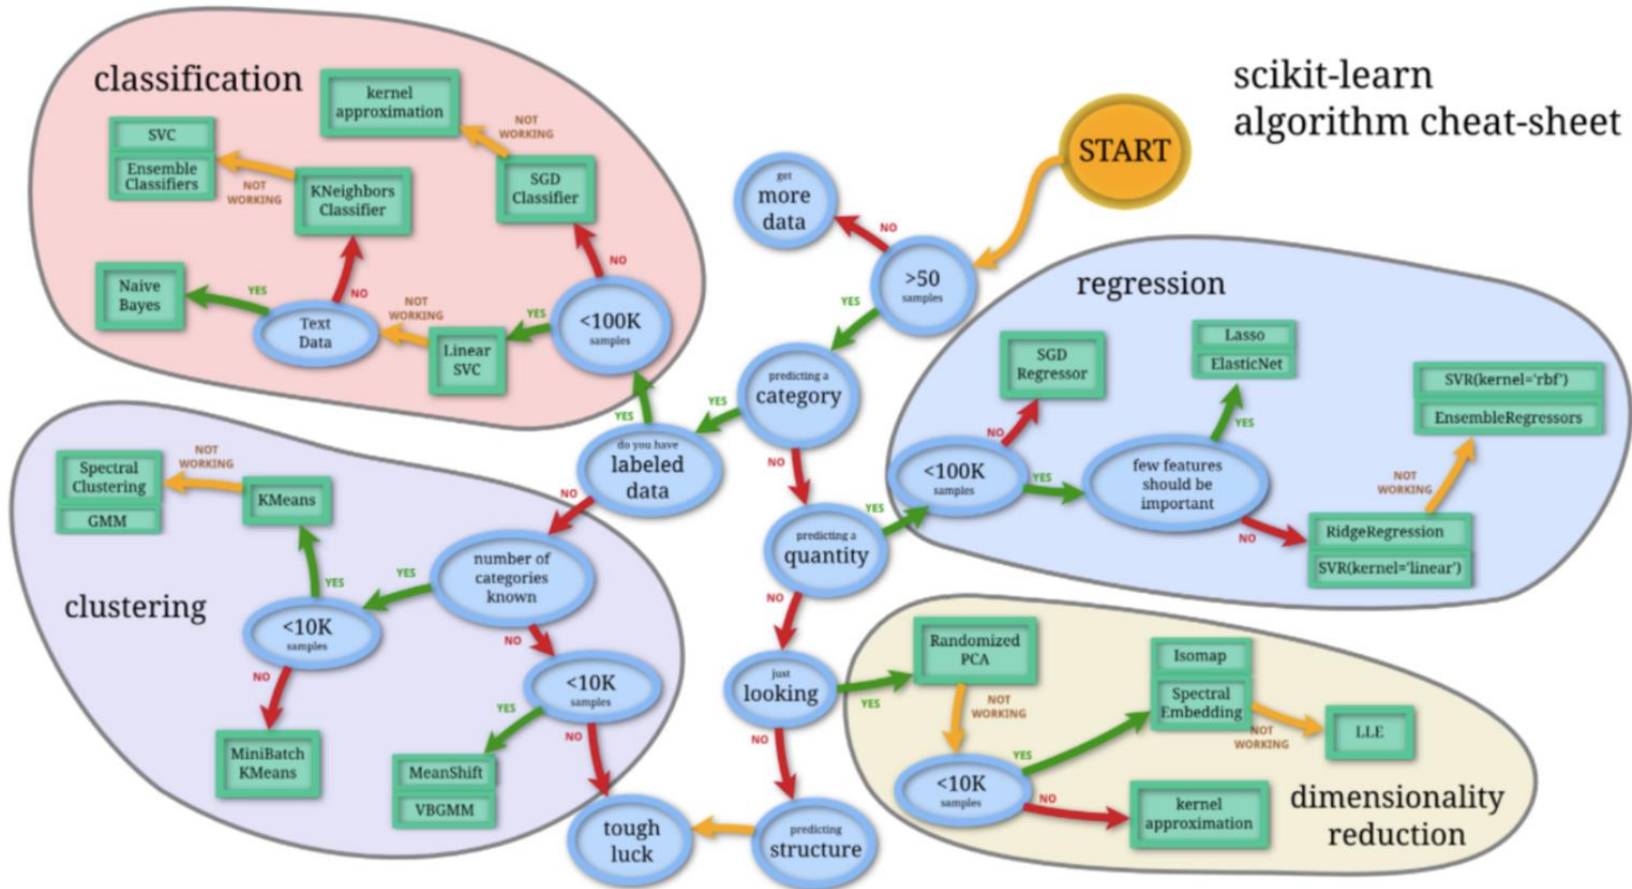 scikit-learn
algorithm cheat-sheet
START
>50
samples
NO
get
more
data
YES
predicting a
category
YES
do you have
labeled
data
NO
predicting a
quantity
YES
NO
just
looking
YES
NO
predicting
structure
tough
luck
classification
YES
<100K
samples
NO
SGD
Classifier
NOT
WORKING
kernel
approximation
YES
Linear
SVC
NOT
WORKING
Text
Data
YES
Naive
Bayes
NO
KNeighbors
Classifier
NOT
WORKING
SVC
Ensemble
Classifiers
regression
<100K
samples
NO
SGD
Regressor
YES
few features
should be
important
YES
Lasso
ElasticNet
NO
RidgeRegression
SVR(kernel='linear')
NOT
WORKING
SVR(kernel='rbf')
EnsembleRegressors
clustering
NO
number of
categories
known
YES
<10K
samples
YES
KMeans
NOT
WORKING
Spectral
Clustering
GMM
NO
MiniBatch
KMeans
NO
<10K
samples
YES
MeanShift
VBGMM
NO
dimensionality
reduction
Randomized
PCA
NOT
WORKING
<10K
samples
YES
Isomap
Spectral
Embedding
NOT
WORKING
LLE
NO
kernel
approximation